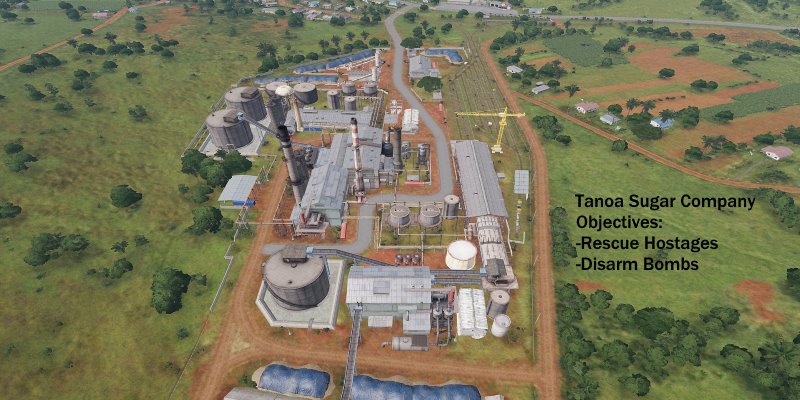 Tanoa Sugar Company
Objectives:
-Rescue Hostages
-Disarm Bombs